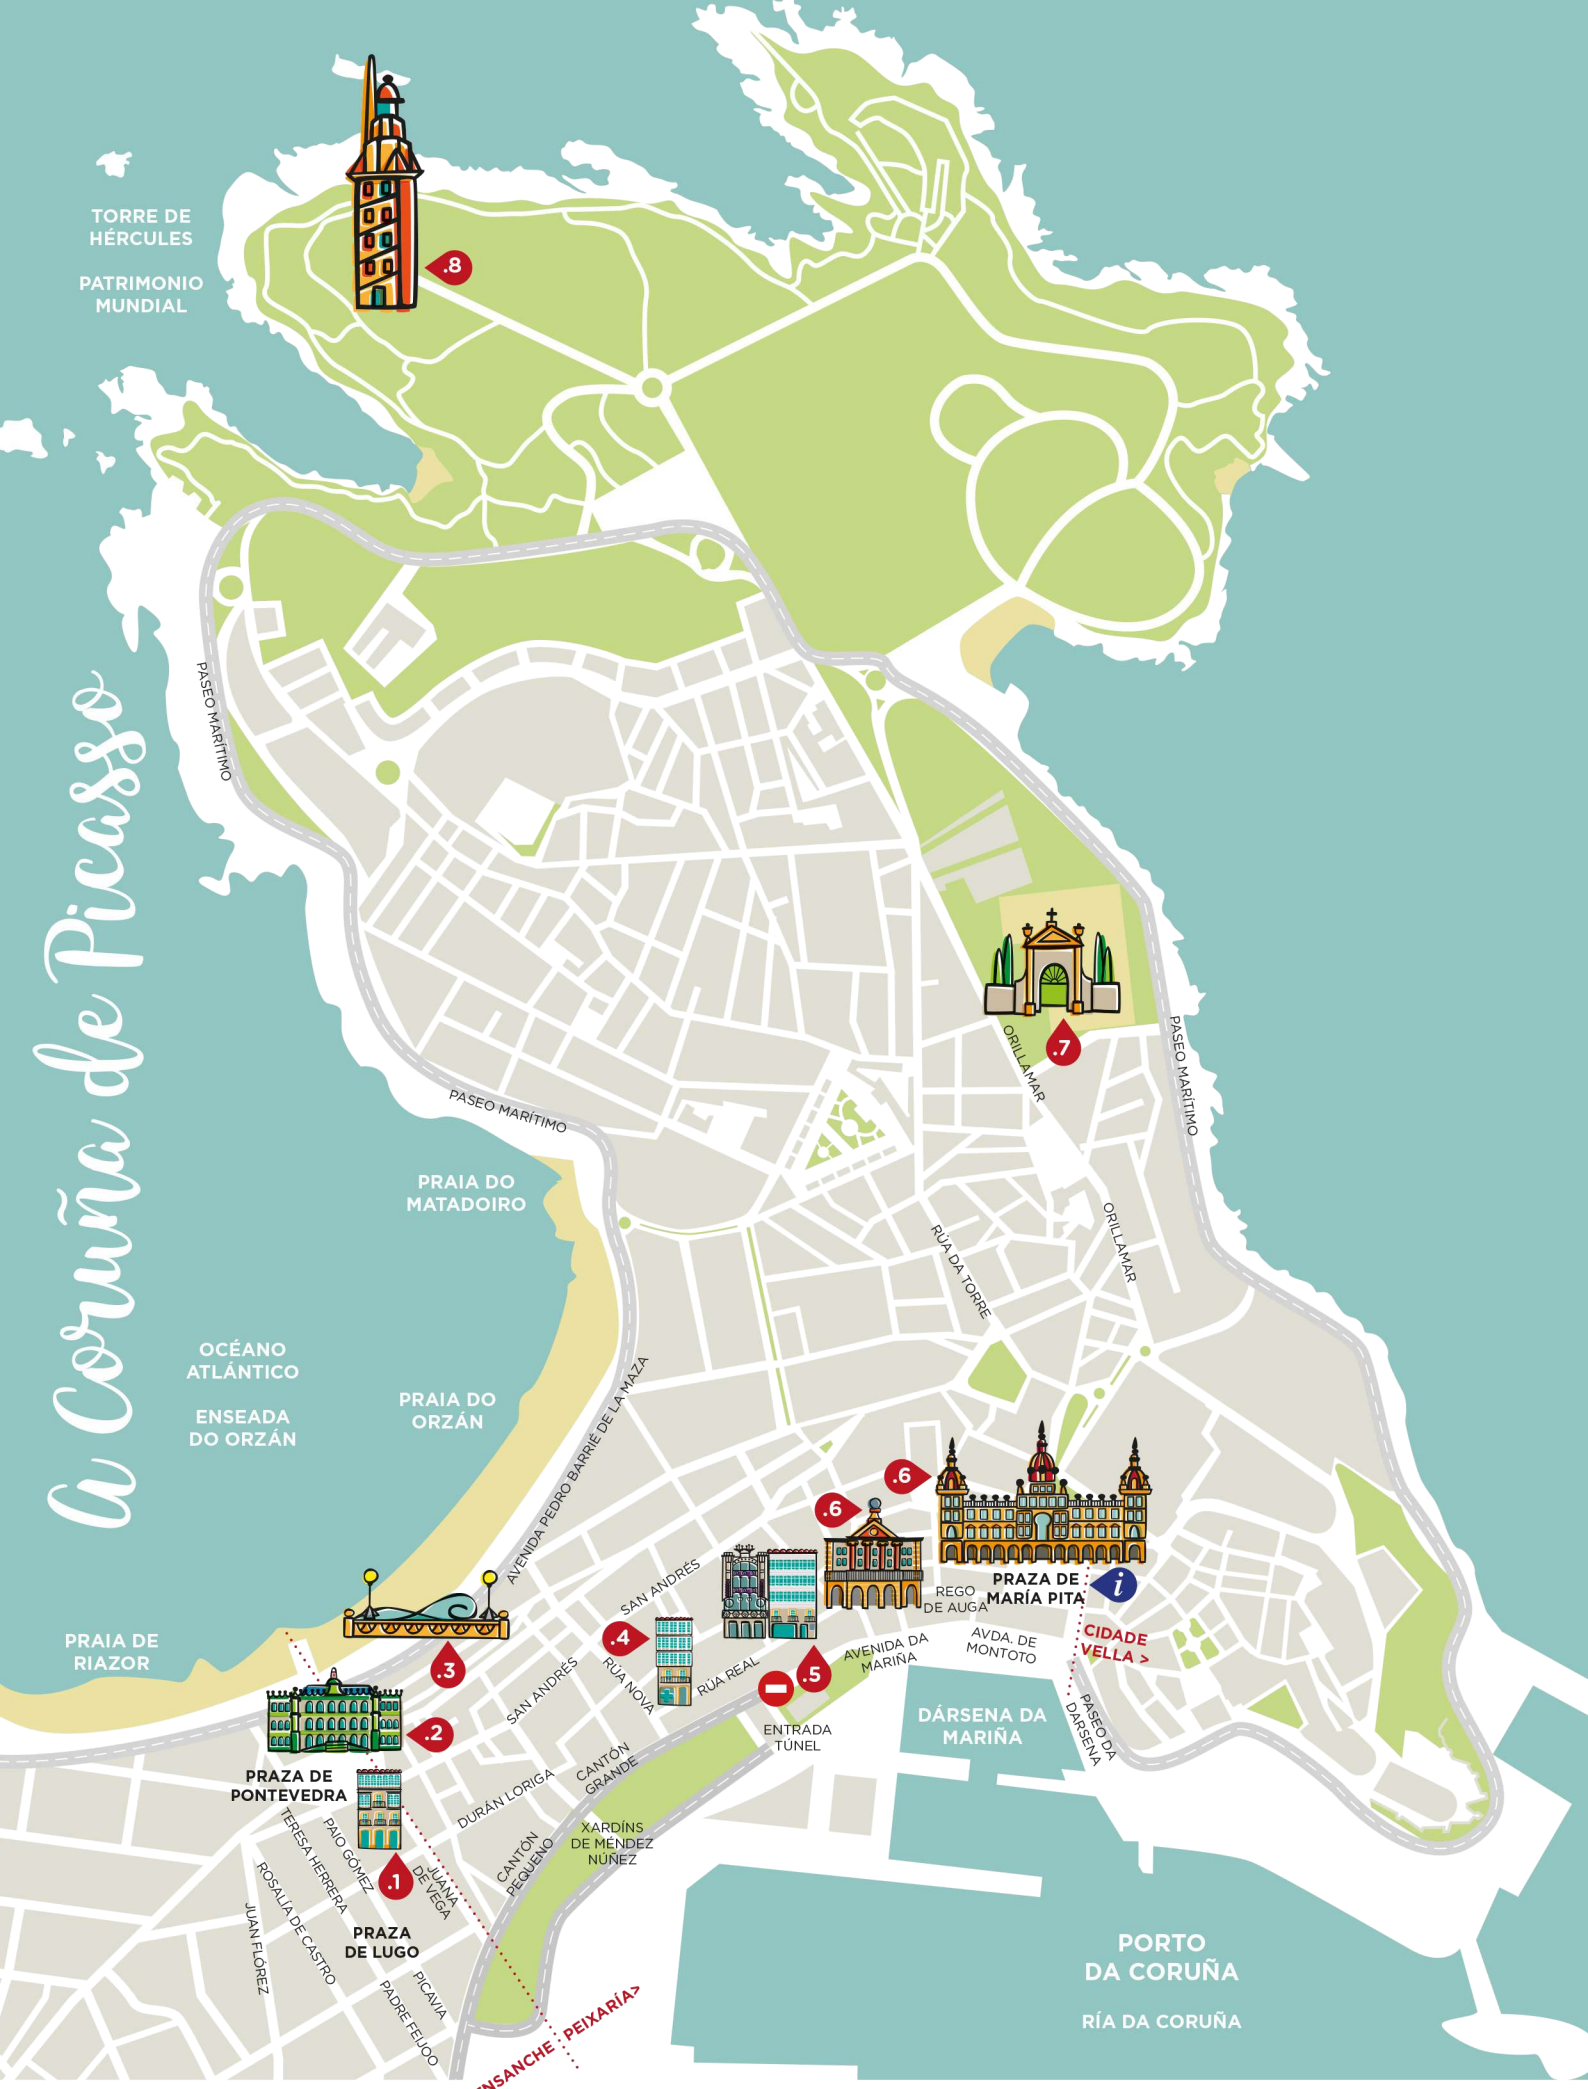 A Coruña de Picasso
TORRE DE
HÉRCULES
PATRIMONIO
MUNDIAL
.8
PASEO MARÍTIMO
.7
ORILLAMAR
PASEO MARÍTIMO
PASEO MARÍTIMO
PRAIA DO
MATADOIRO
ORILLAMAR
RÚA DA TORRE
OCÉANO
ATLÁNTICO
ENSEADA
DO ORZÁN
PRAIA DO
ORZÁN
AVENIDA PEDRO BARRIÉ DE LA MAZA
.6
.6
PRAZA DE
MARÍA PITA
i
REGO
DE AUGA
SAN ANDRÉS
CIDADE
VELLA >
AVDA. DE
MONTOTO
AVENIDA DA
MARIÑA
PRAIA DE
RIAZOR
.3
.4
RÚA NOVA
RÚA REAL
.5
SAN ANDRÉS
ENTRADA
TÚNEL
DÁRSENA DA
MARIÑA
PASEO DA
DÁRSENA
.2
PRAZA DE
PONTEVEDRA
CANTÓN
GRANDE
DURÁN LORIGA
XARDÍNS
DE MÉNDEZ
NÚÑEZ
CANTÓN
PEQUENO
TERESA HERRERA
PAIO GÓMEZ
.1
JUANA
DE VEGA
ROSALÍA DE CASTRO
JUAN FLÓREZ
PRAZA
DE LUGO
PICAVIA
PADRE FEIJOO
PORTO
DA CORUÑA
RÍA DA CORUÑA
PEIXARÍA>